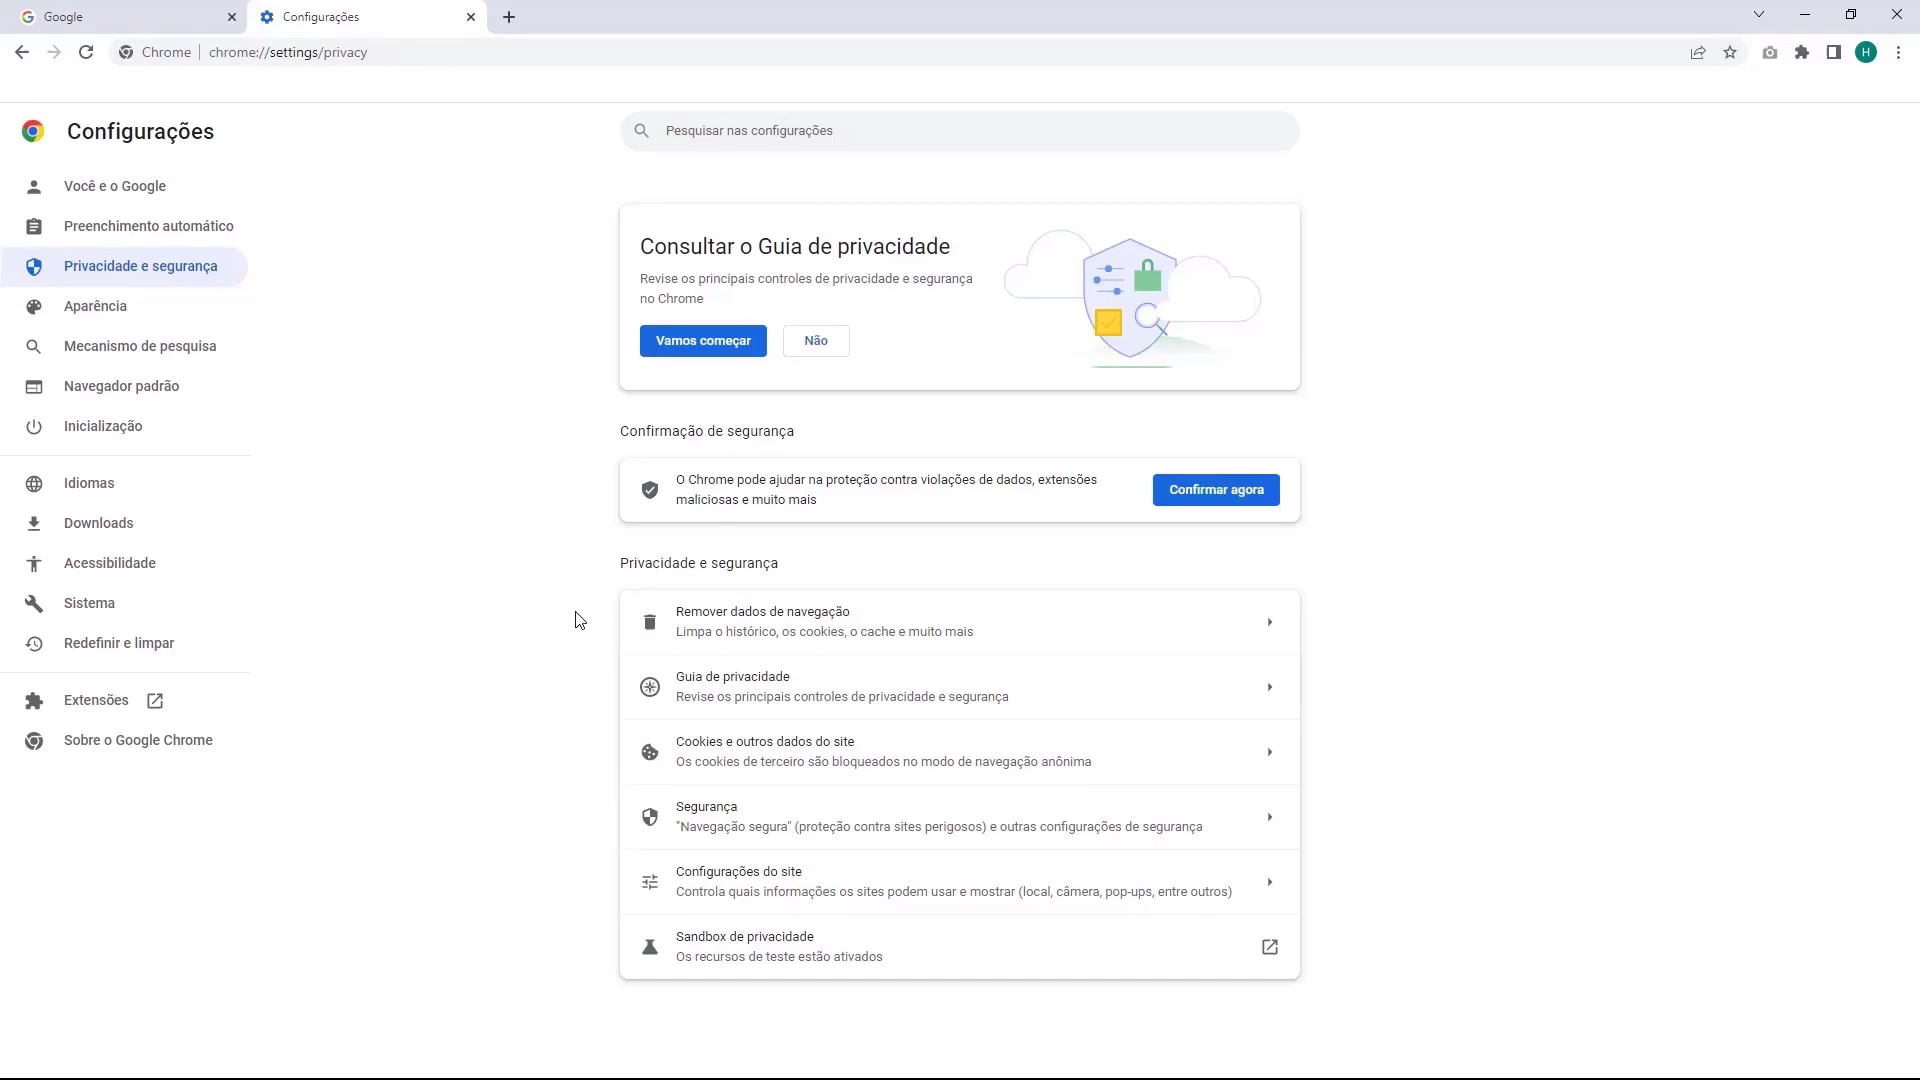 Google
Configurações
Chrome
chrome://settings/privacy
H
Configurações
Pesquisar nas configurações
Você e o Google
Preenchimento automático
Privacidade e segurança
Aparência
Mecanismo de pesquisa
Navegador padrão
Inicialização
Idiomas
Downloads
Acessibilidade
Sistema
Redefinir e limpar
Extensões
Sobre o Google Chrome
Consultar o Guia de privacidade
Revise os principais controles de privacidade e segurança
no Chrome
Vamos começar
Não
Confirmação de segurança
O Chrome pode ajudar na proteção contra violações de dados, extensões
maliciosas e muito mais
Confirmar agora
Privacidade e segurança
Remover dados de navegação
Limpa o histórico, os cookies, o cache e muito mais
Guia de privacidade
Revise os principais controles de privacidade e segurança
Cookies e outros dados do site
Os cookies de terceiro são bloqueados no modo de navegação anônima
Segurança
"Navegação segura" (proteção contra sites perigosos) e outras configurações de segurança
Configurações do site
Controla quais informações os sites podem usar e mostrar (local, câmera, pop-ups, entre outros)
Sandbox de privacidade
Os recursos de teste estão ativados